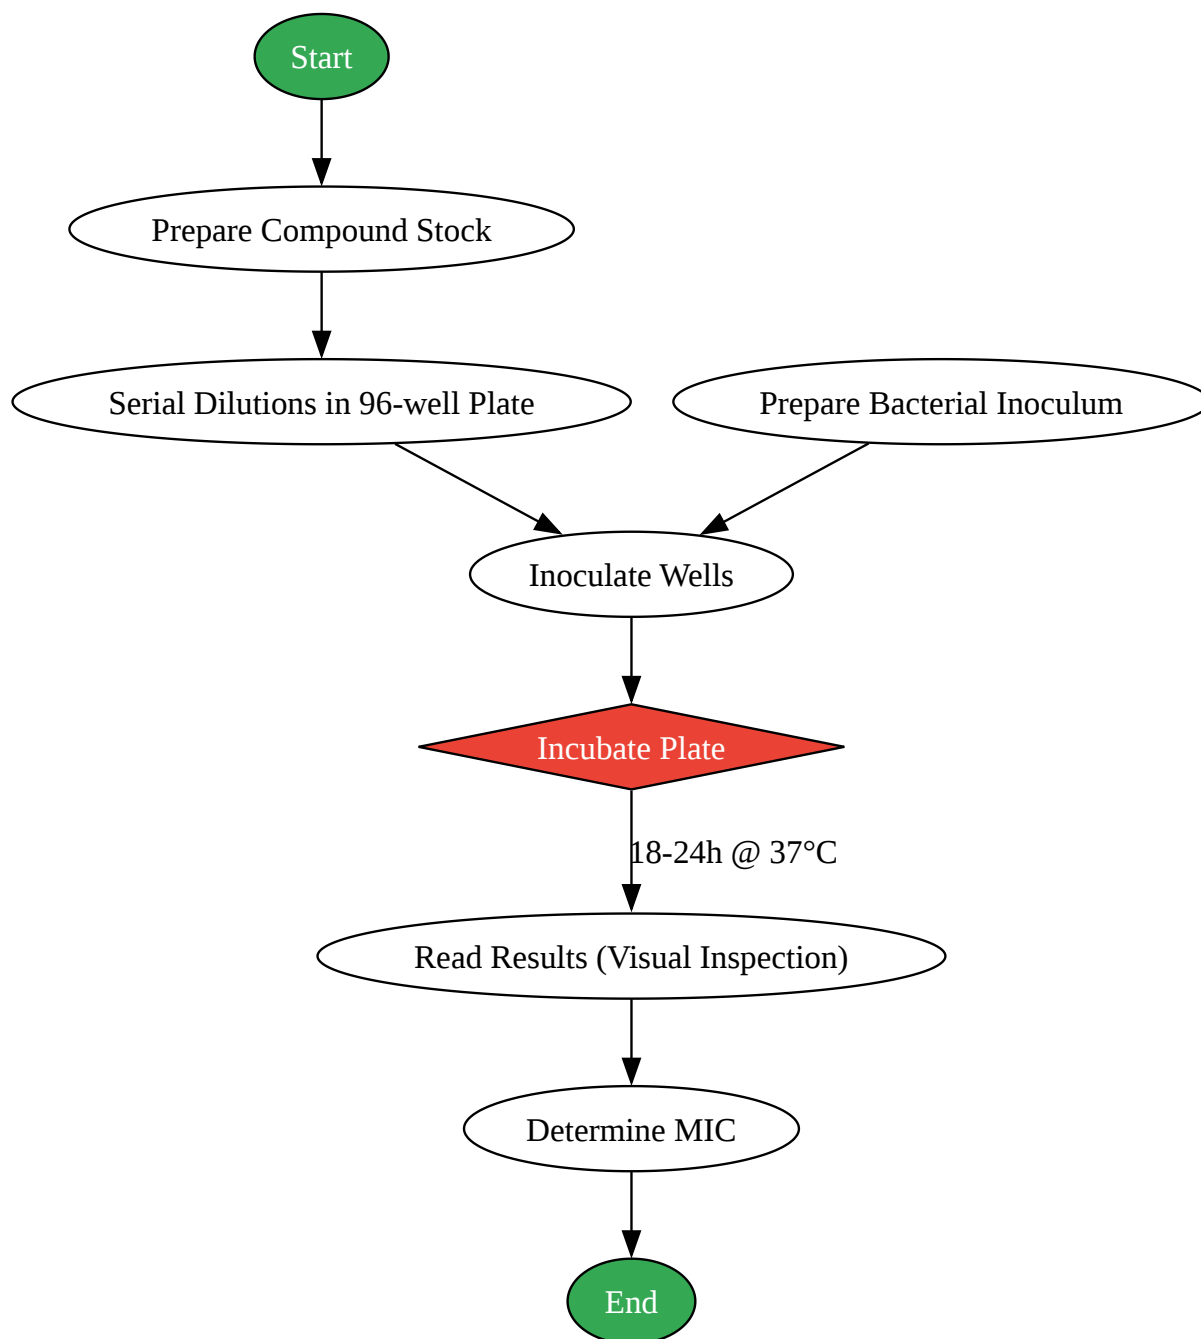 Start
Prepare Compound Stock
Serial Dilutions in 96-well Plate
Prepare Bacterial Inoculum
Inoculate Wells
Incubate Plate
18-24h @ 37°C
Read Results (Visual Inspection)
Determine MIC
End